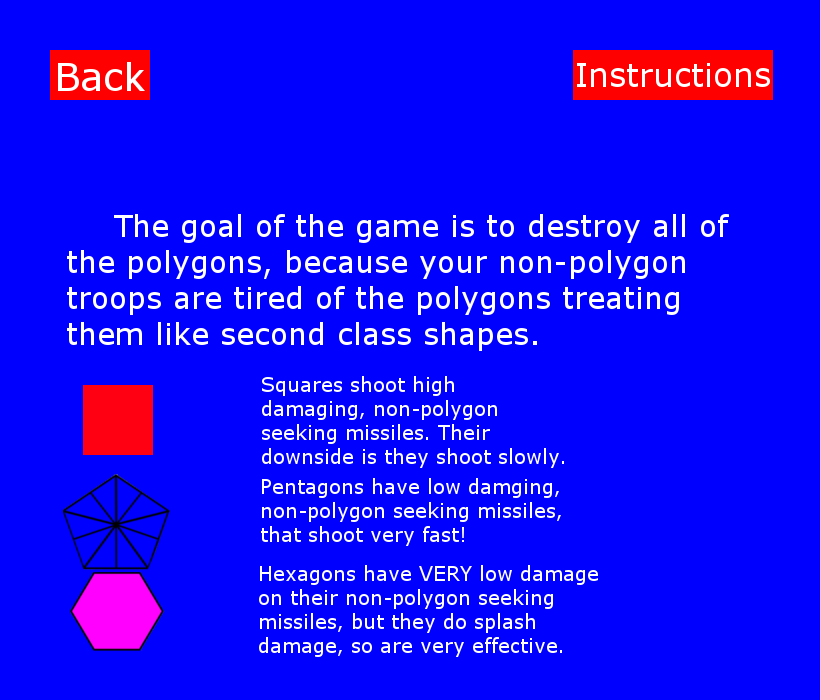 Back
Instructions
The goal of the game is to destroy all of
the polygons, because your non-polygon
troops are tired of the polygons treating
them like second class shapes.
Squares shoot high
damaging, non-polygon
seeking missiles. Their
downside is they shoot slowly.
Pentagons have low damging,
non-polygon seeking missiles,
that shoot very fast!
Hexagons have VERY low damage
on their non-polygon seeking
missiles, but they do splash
damage, so are very effective.